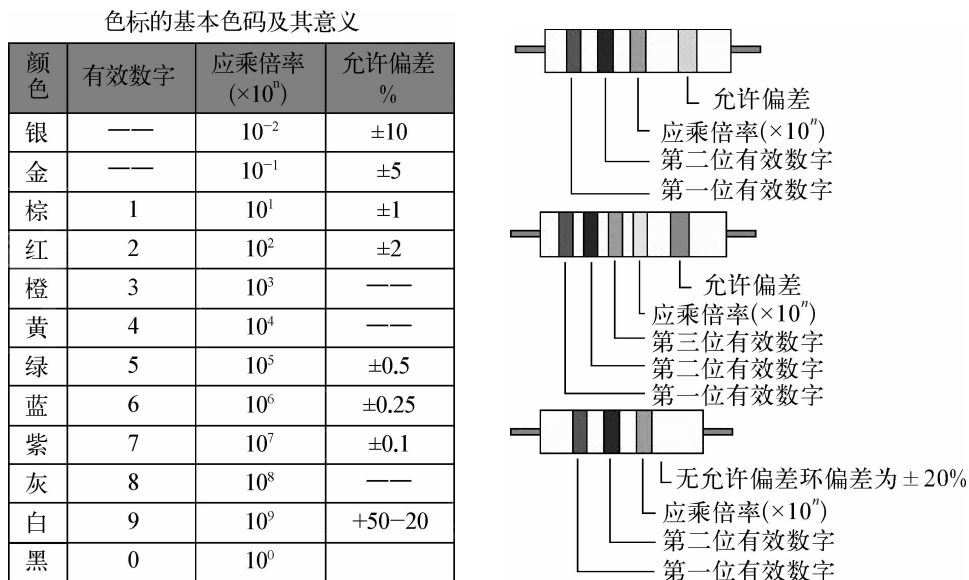 色标的基本色码及其意义
颜色 有效数字 应乘倍率(×10ⁿ) 允许偏差%
银 —— 10⁻² ±10
金 —— 10⁻¹ ±5
棕 1 10¹ ±1
红 2 10² ±2
橙 3 10³ ——
黄 4 10⁴ ——
绿 5 10⁵ ±0.5
蓝 6 10⁶ ±0.25
紫 7 10⁷ ±0.1
灰 8 10⁸ ——
白 9 10⁹ +50−20
黑 0 10⁰
允许偏差
应乘倍率(×10ⁿ)
第二位有效数字
第一位有效数字
允许偏差
应乘倍率(×10ⁿ)
第三位有效数字
第二位有效数字
第一位有效数字
无允许偏差环偏差为±20%
应乘倍率(×10ⁿ)
第二位有效数字
第一位有效数字